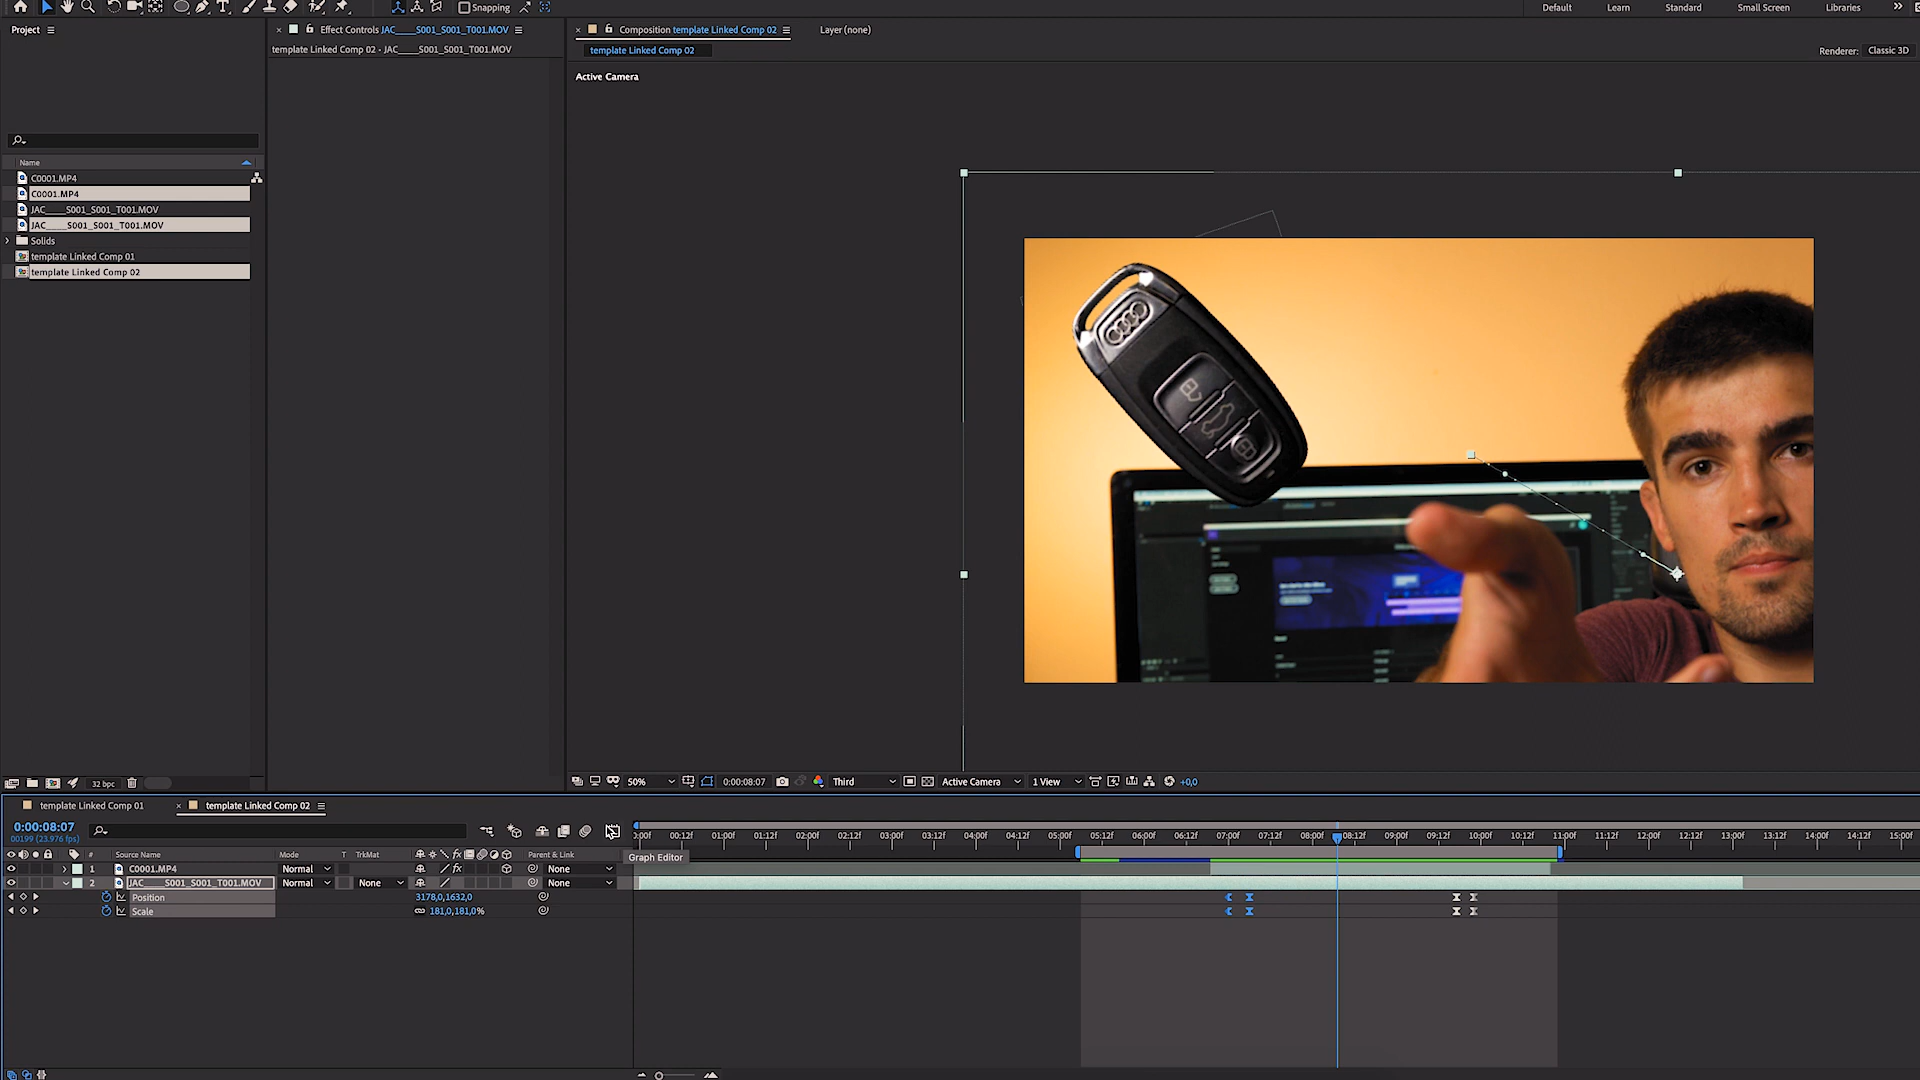 Snapping
Default
Learn
Standard
Small Screen
Libraries
Project
Effect Controls JAC____S001_S001_T001.MOV
Composition template Linked Comp 02
Layer (none)
template Linked Comp 02 • JAC____S001_S001_T001.MOV
template Linked Comp 02
Renderer:
Classic 3D
Active Camera
Name
C0001.MP4
C0001.MP4
JAC____S001_S001_T001.MOV
JAC____S001_S001_T001.MOV
Solids
template Linked Comp 01
template Linked Comp 02
32 bpc
50%
0:00:08:07
Third
Active Camera
1 View
+0,0
template Linked Comp 01
template Linked Comp 02
0:00:08:07
00199 (23.976 fps)
Graph Editor
:00f 00:12f 01:00f 01:12f 02:00f 02:12f 03:00f 03:12f 04:00f 04:12f 05:00f 05:12f 06:00f 06:12f 07:00f 07:12f 08:00f 08:12f 09:00f 09:12f 10:00f 10:12f 11:00f 11:12f 12:00f 12:12f 13:00f 13:12f 14:00f 14:12f 15:00f
# Source Name Mode T TrkMat fx Parent & Link
1 C0001.MP4 Normal fx None
2 JAC____S001_S001_T001.MOV Normal None None
Position 3178,0,1632,0
Scale 181,0,181,0%